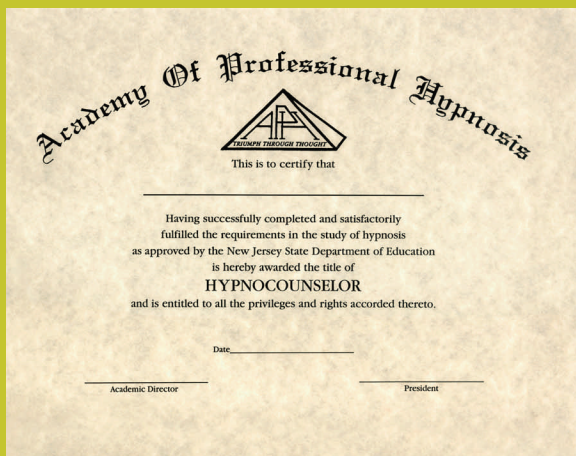 Academy Of Professional Hypnosis
APH
TRIUMPH THROUGH THOUGHT
This is to certify that
Having successfully completed and satisfactorily
fulfilled the requirements in the study of hypnosis
as approved by the New Jersey State Department of Education
is hereby awarded the title of
HYPNOCOUNSELOR
and is entitled to all the privileges and rights accorded thereto.
Date
Academic Director
President